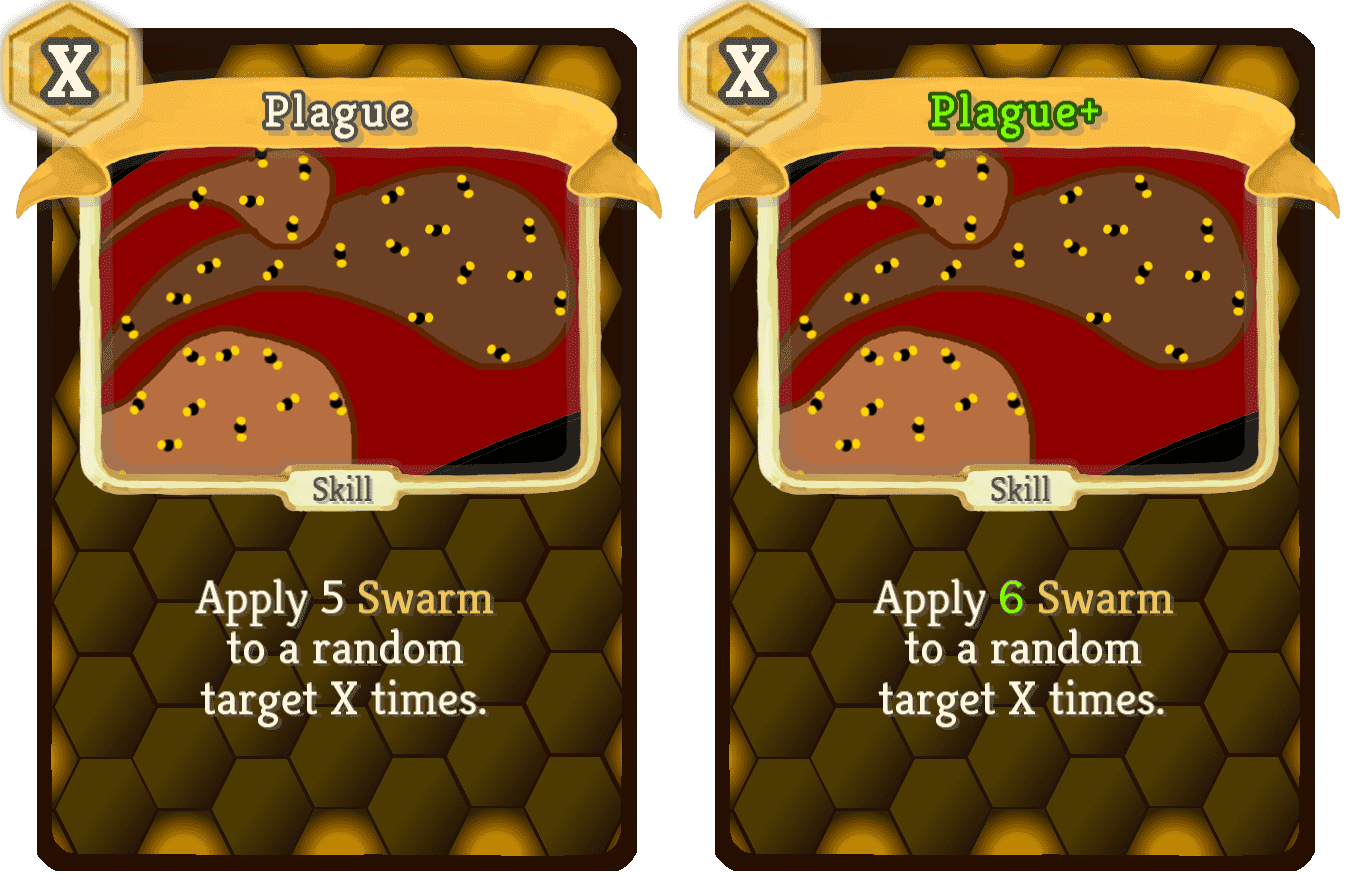 X
Plague
Skill
Apply 5 Swarm
to a random
target X times.
X
Plague+
Skill
Apply 6 Swarm
to a random
target X times.